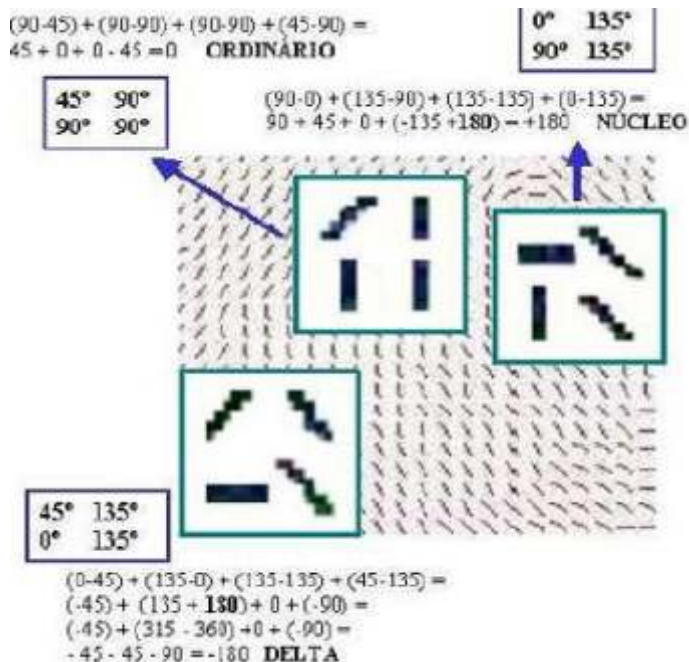 (90-45) + (90-90) + (90-90) + (45-90) =
45 + 0 + 0 - 45 =0 CRDINÁRIO
0° 135°
90° 135°
45° 90°
90° 90°
(90-0) + (135-90) + (135-135) + (0-135) =
90 + 45 + 0 + (-135 +180) = +180 NÚCLEO
45° 135°
0° 135°
(0-45) + (135-0) + (135-135) + (45-135) =
(-45) + (135 + 180) + 0 + (-90) =
(-45) + (315 - 360) +0 + (-90) =
- 45 - 45 - 90 = -180 DELTA